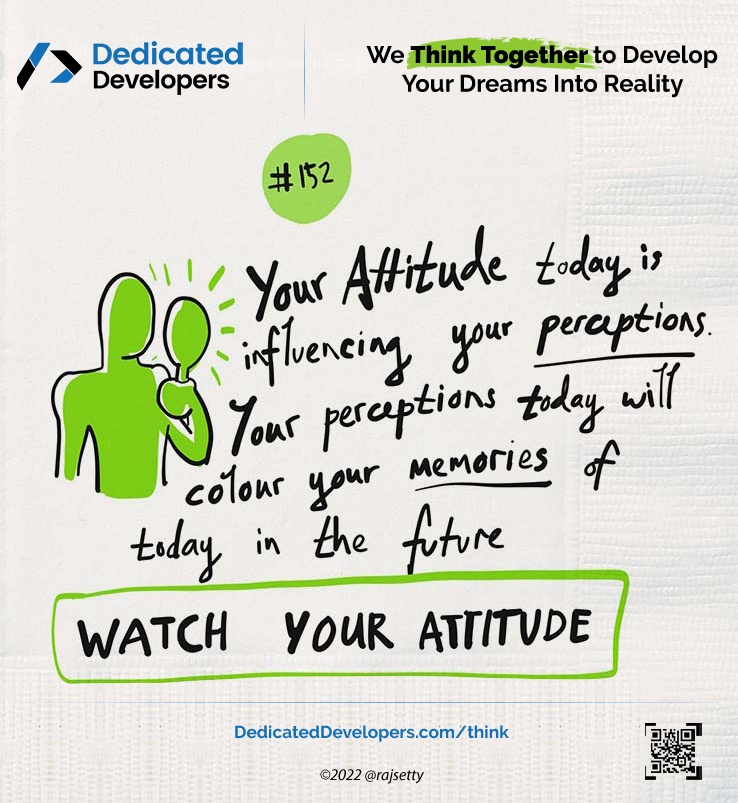 Dedicated
Developers
We Think Together to Develop
Your Dreams Into Reality
#152
Your Attitude today is
influencing your perceptions.
Your perceptions today will
colour your memories of
today in the future
WATCH YOUR ATTITUDE
DedicatedDevelopers.com/think
©2022 @rajsetty